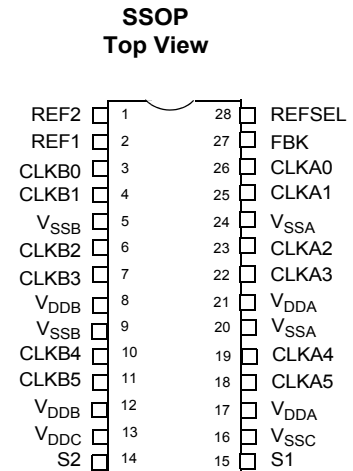 SSOP
Top View
REF2 1 28 REFSEL
REF1 2 27 FBK
CLKB0 3 26 CLKA0
CLKB1 4 25 CLKA1
VSSB 5 24 VSSA
CLKB2 6 23 CLKA2
CLKB3 7 22 CLKA3
VDDB 8 21 VDDA
VSSB 9 20 VSSA
CLKB4 10 19 CLKA4
CLKB5 11 18 CLKA5
VDDB 12 17 VDDA
VDDC 13 16 VSSC
S2 14 15 S1